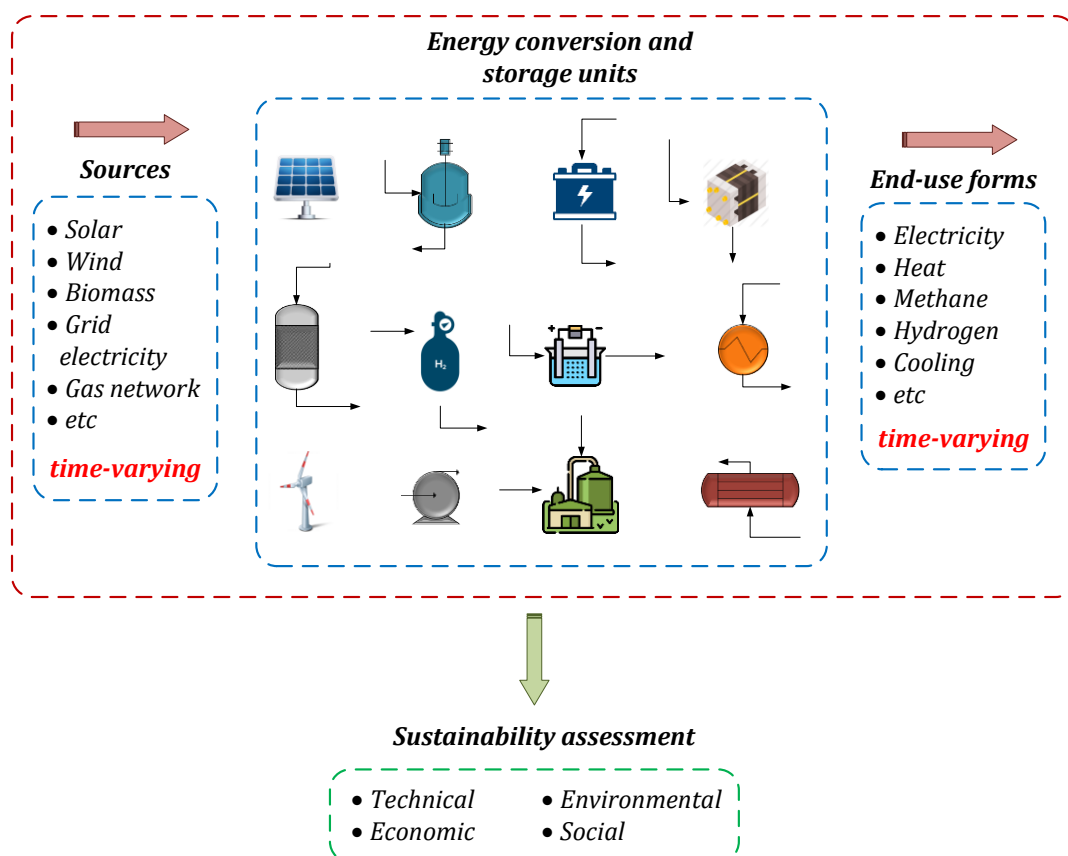 Energy conversion and
storage units
Sources
• Solar
• Wind
• Biomass
• Grid
electricity
• Gas network
• etc
time-varying
+ -
H₂
End-use forms
• Electricity
• Heat
• Methane
• Hydrogen
• Cooling
• etc
time-varying
Sustainability assessment
• Technical
• Economic
• Environmental
• Social